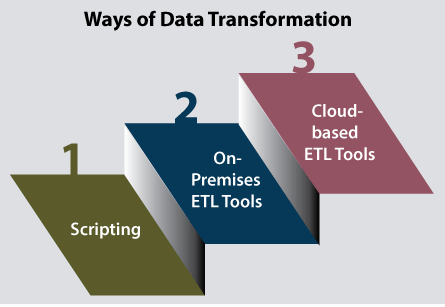 Ways of Data Transformation
1
Scripting
2
On-
Premises
ETL Tools
3
Cloud-
based
ETL Tools